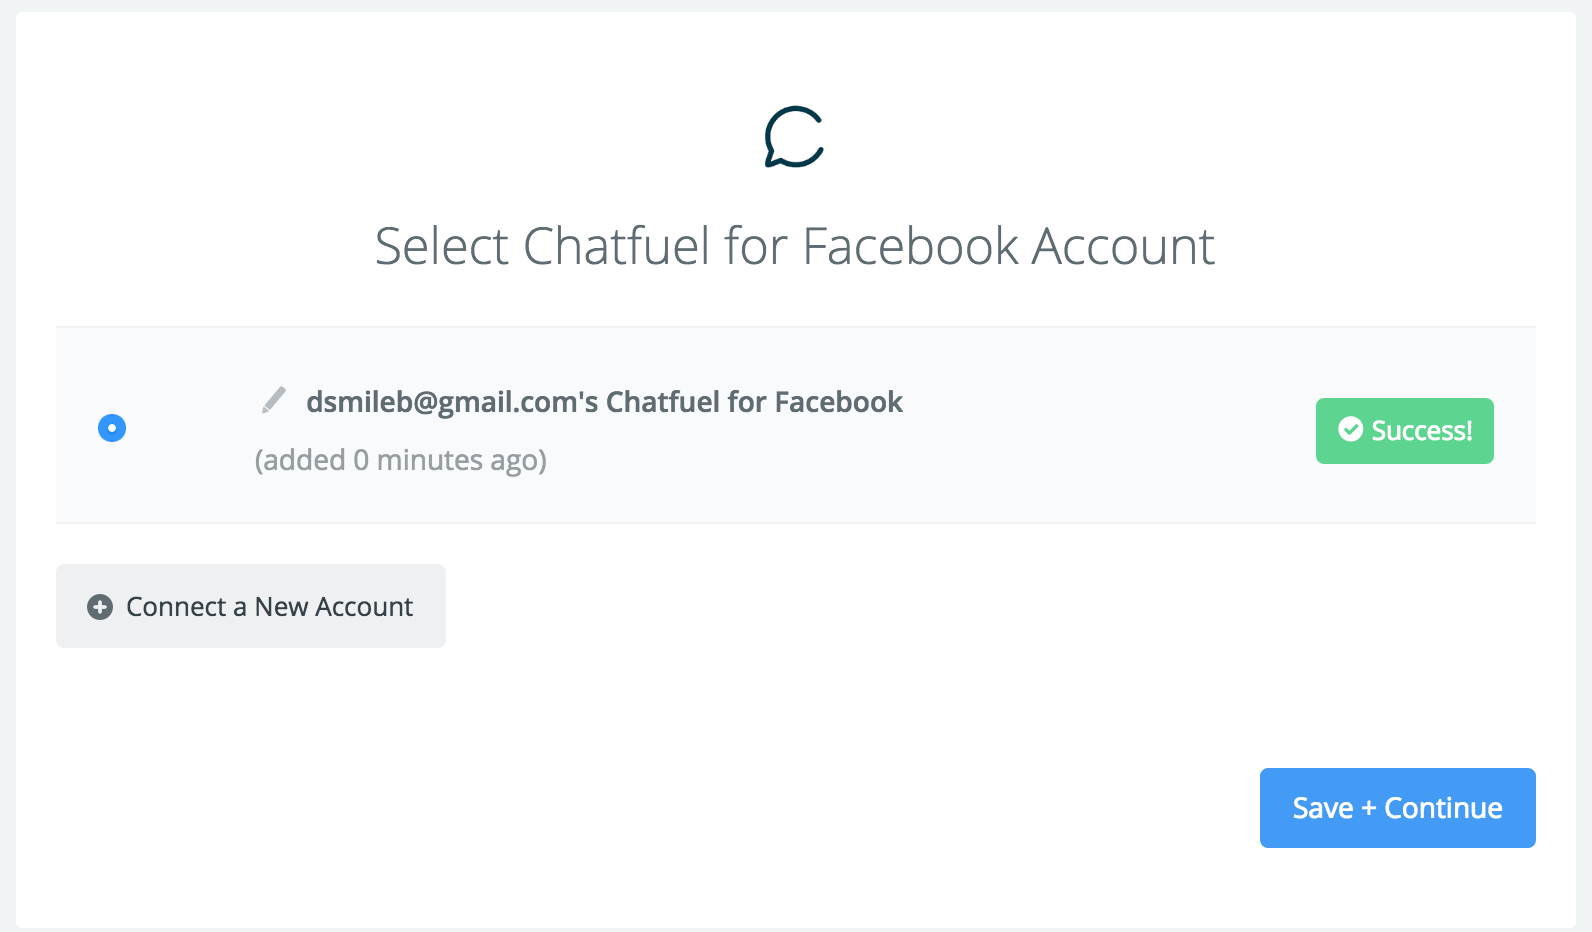 Select Chatfuel for Facebook Account
dsmileb@gmail.com's Chatfuel for Facebook
(added 0 minutes ago)
Success!
Connect a New Account
Save + Continue